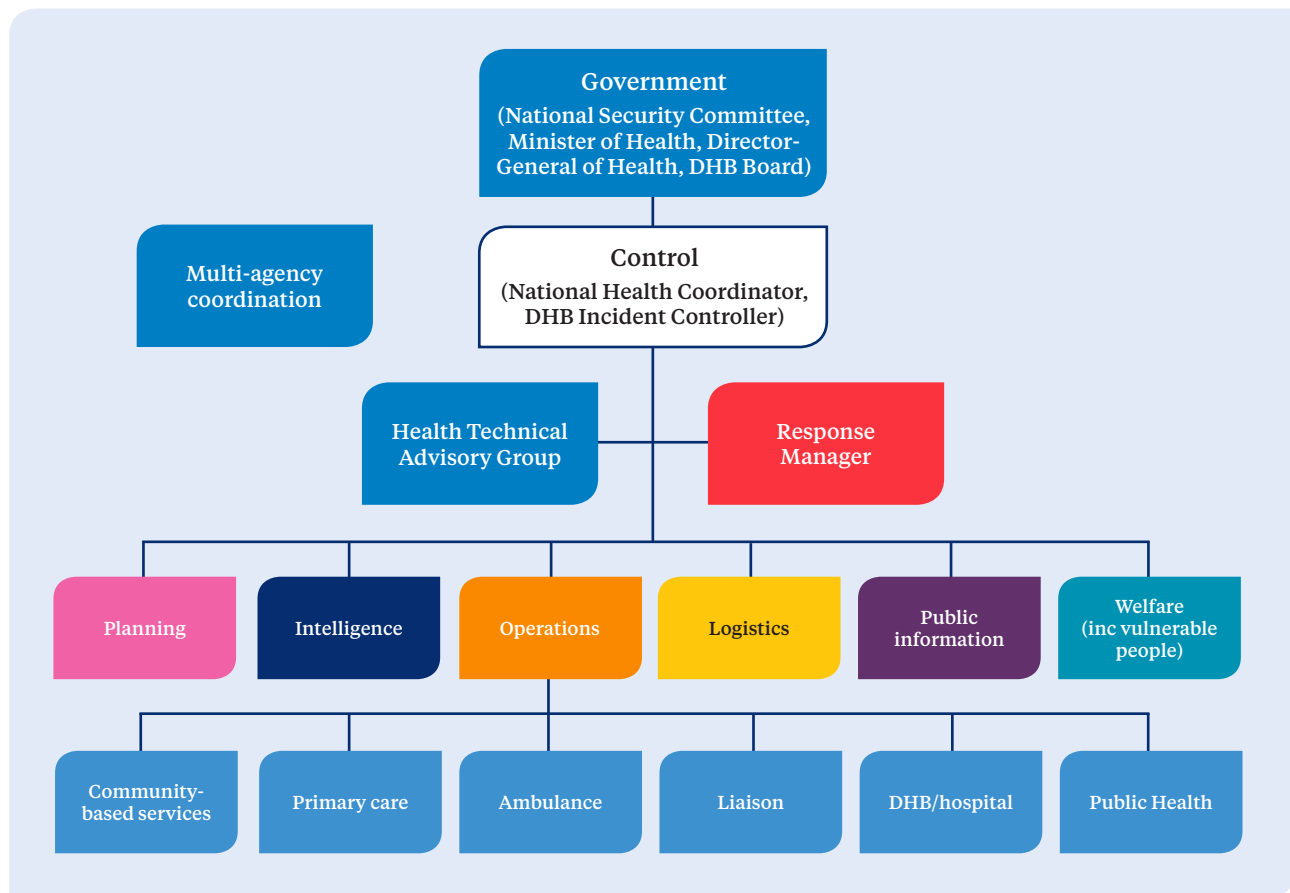 Government
(National Security Committee,
Minister of Health, Director-
General of Health, DHB Board)
Multi-agency
coordination
Control
(National Health Coordinator,
DHB Incident Controller)
Health Technical
Advisory Group
Response
Manager
Planning
Intelligence
Operations
Logistics
Public
information
Welfare
(inc vulnerable
people)
Community-
based services
Primary care
Ambulance
Liaison
DHB/hospital
Public Health